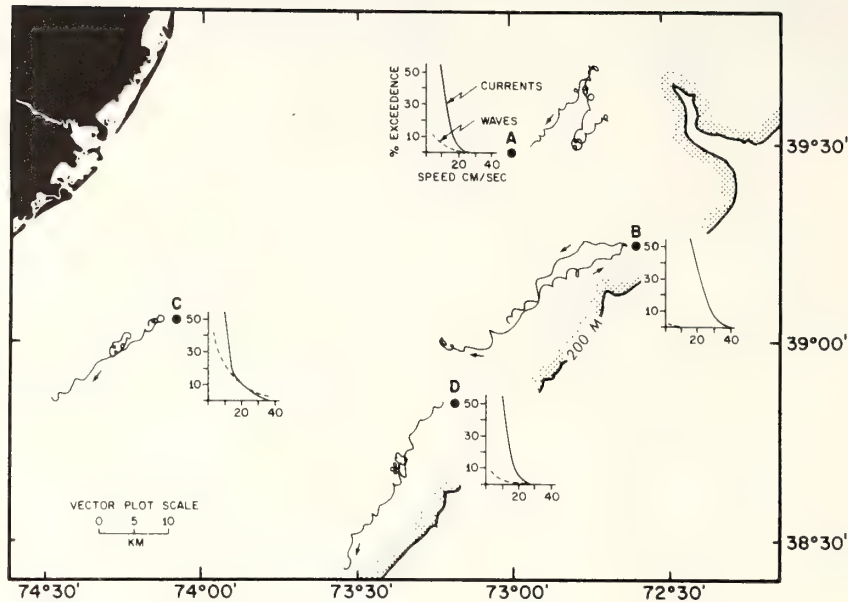 % EXCEEDENCE
50
30
10
CURRENTS
WAVES
A
20 40
SPEED CM/SEC
39°30'
B
50
30
10
20 40
C
50
30
10
20 40
200 M
39°00'
D
50
30
10
20 40
VECTOR PLOT SCALE
0 5 10
KM
38°30'
74°30' 74°00' 73°30' 73°00' 72°30'